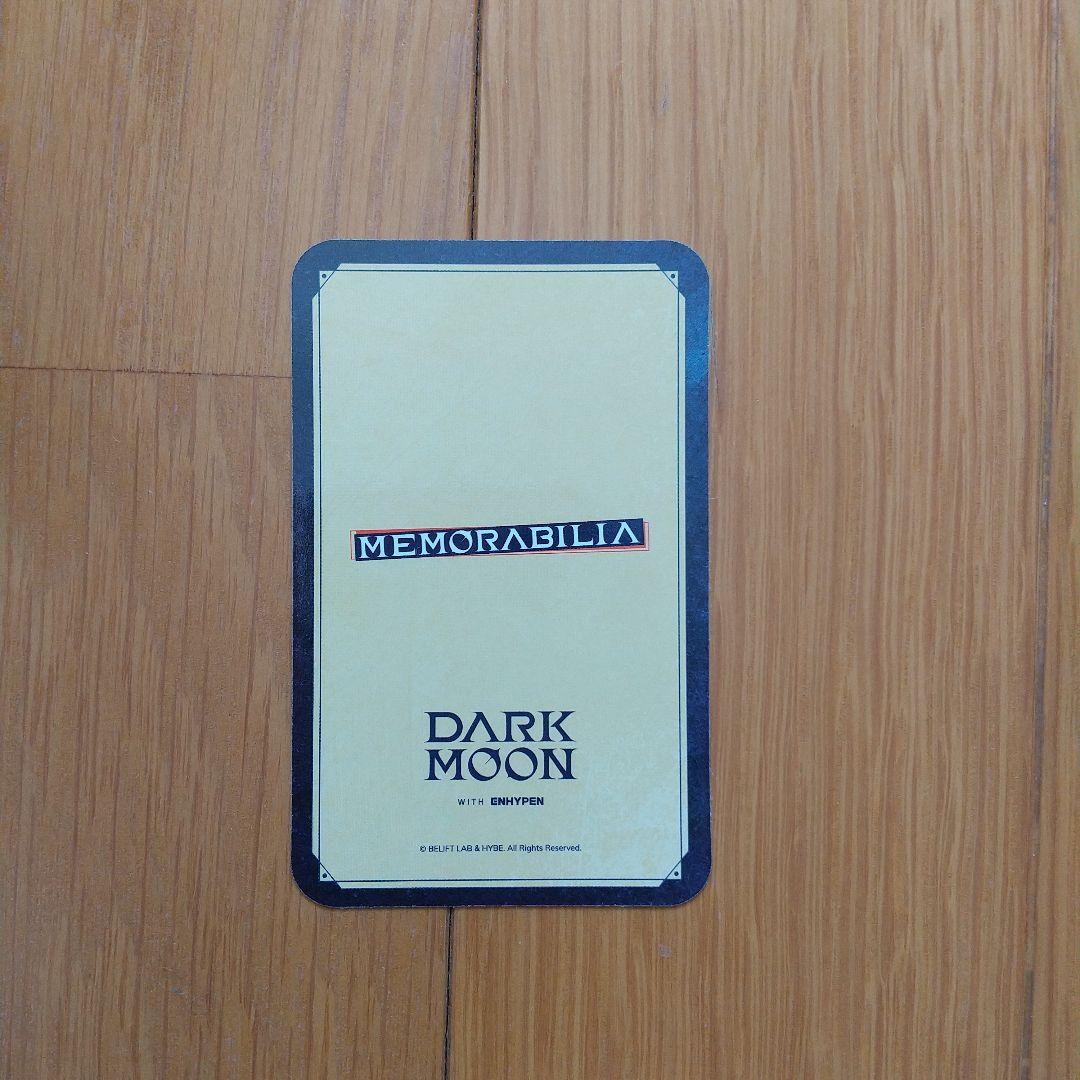 MEMORABILIA
DARK
MOON
WITH ENHYPEN
© BELIFT LAB & HYBE. All Rights Reserved.